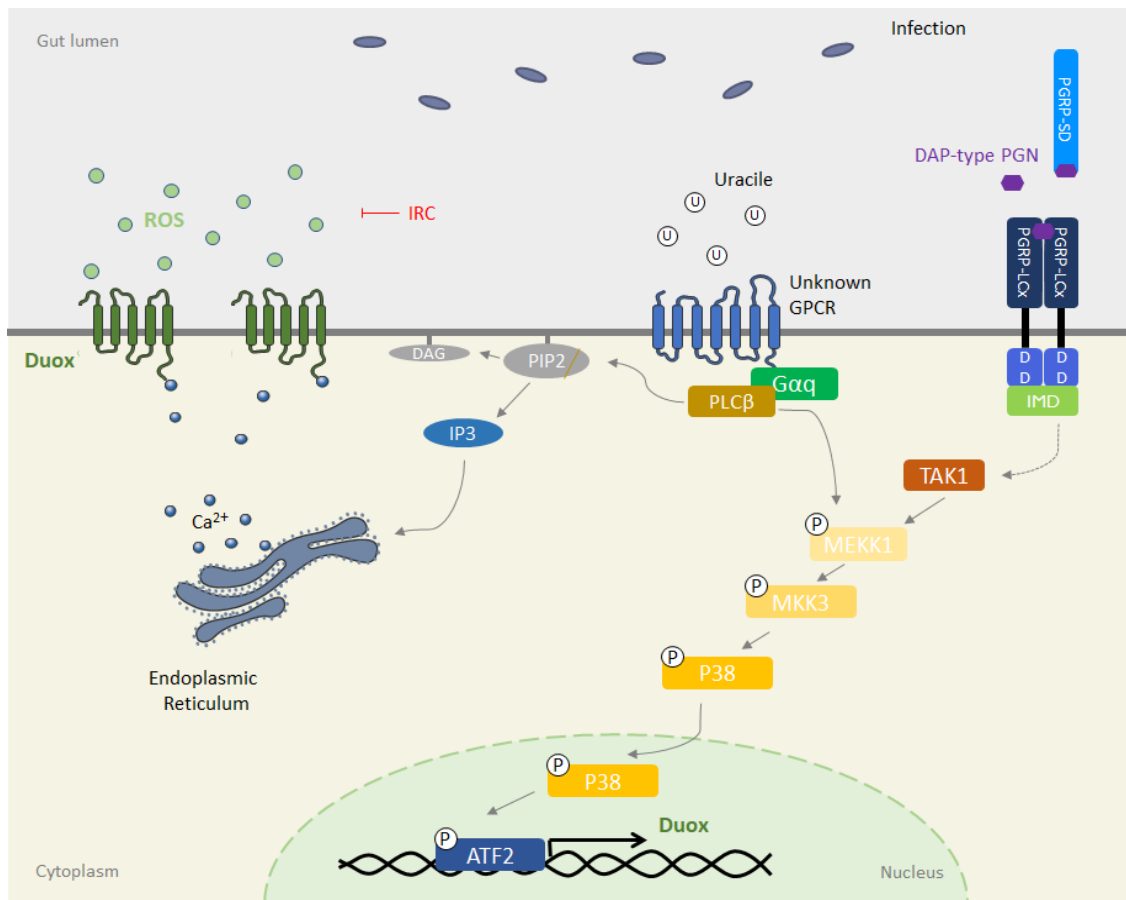 Gut lumen
Infection
PGRP-SD
DAP-type PGN
Uracile
U
U
U
U
ROS
IRC
PGRP-LCx
PGRP-LCx
Unknown
GPCR
Duox
DAG
PIP2
Gαq
PLCβ
D
D
D
D
IMD
IP3
TAK1
Ca2+
P
MEKK1
P
MKK3
P
P38
Endoplasmic
Reticulum
P
P38
P
ATF2
Duox
Cytoplasm
Nucleus